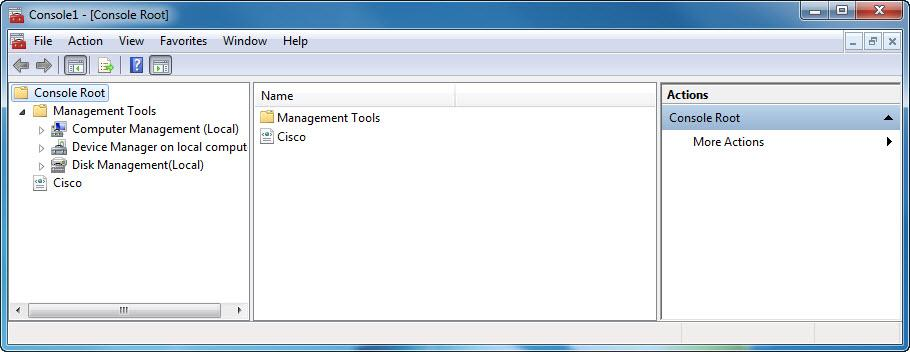 Console1 - [Console Root]
File Action View Favorites Window Help
Console Root
Management Tools
Computer Management (Local)
Device Manager on local comput
Disk Management(Local)
Cisco
Name
Management Tools
Cisco
Actions
Console Root
More Actions